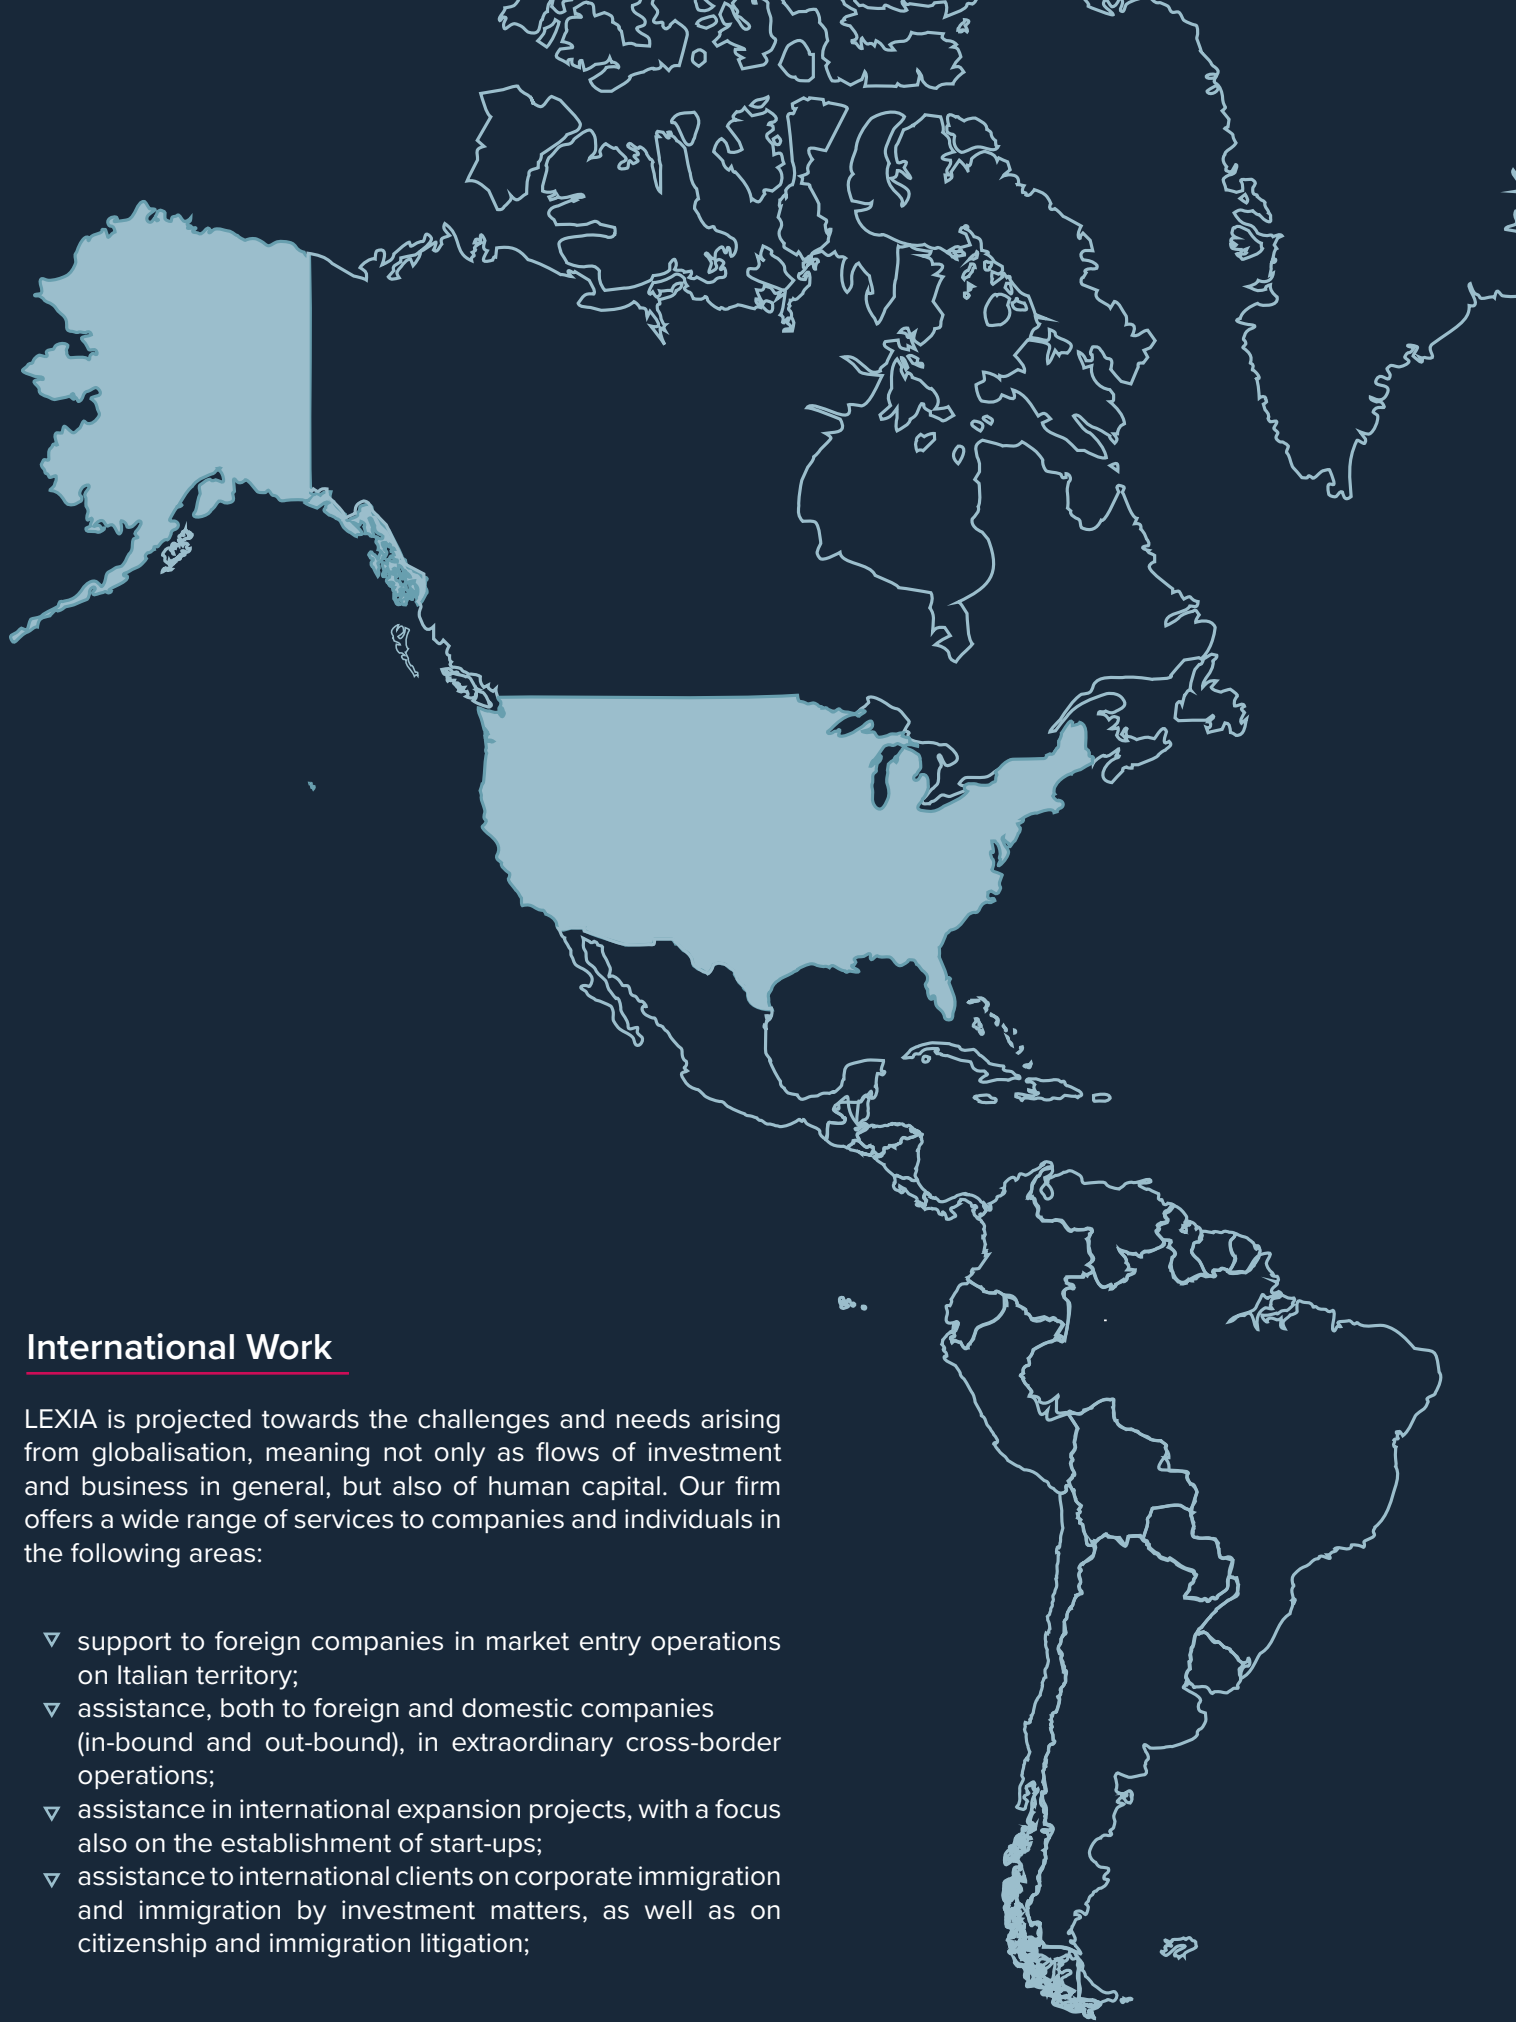 International Work
LEXIA is projected towards the challenges and needs arising
from globalisation, meaning not only as flows of investment
and business in general, but also of human capital. Our firm
offers a wide range of services to companies and individuals in
the following areas:
support to foreign companies in market entry operations
on Italian territory;
assistance, both to foreign and domestic companies
(in-bound and out-bound), in extraordinary cross-border
operations;
assistance in international expansion projects, with a focus
also on the establishment of start-ups;
assistance to international clients on corporate immigration
and immigration by investment matters, as well as on
citizenship and immigration litigation;